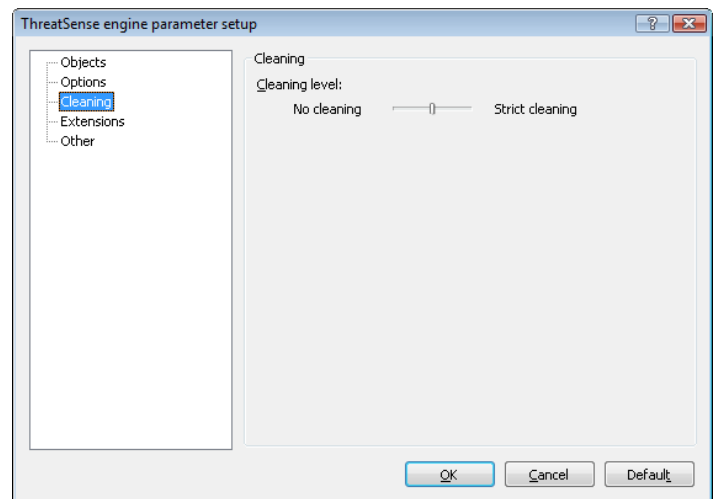 ThreatSense engine parameter setup
Objects
Options
Cleaning
Extensions
Other
Cleaning
Cleaning level:
No cleaning Strict cleaning
OK Cancel Default